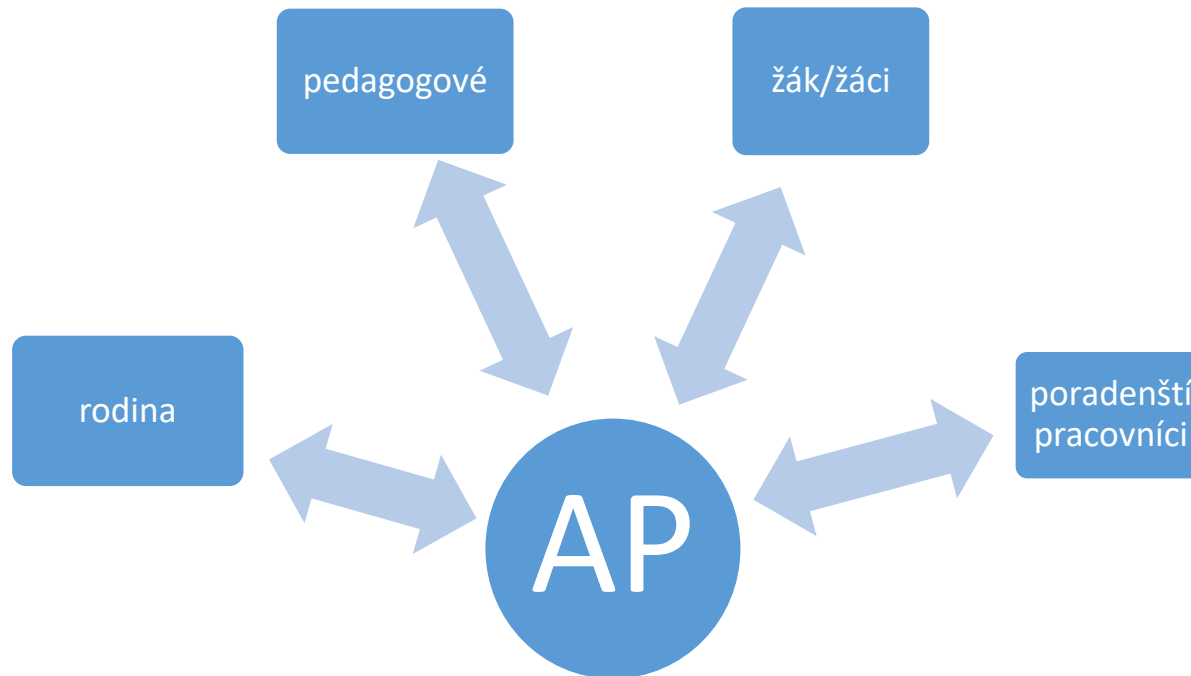 pedagogové
žák/žáci
rodina
poradenští
pracovníci
AP